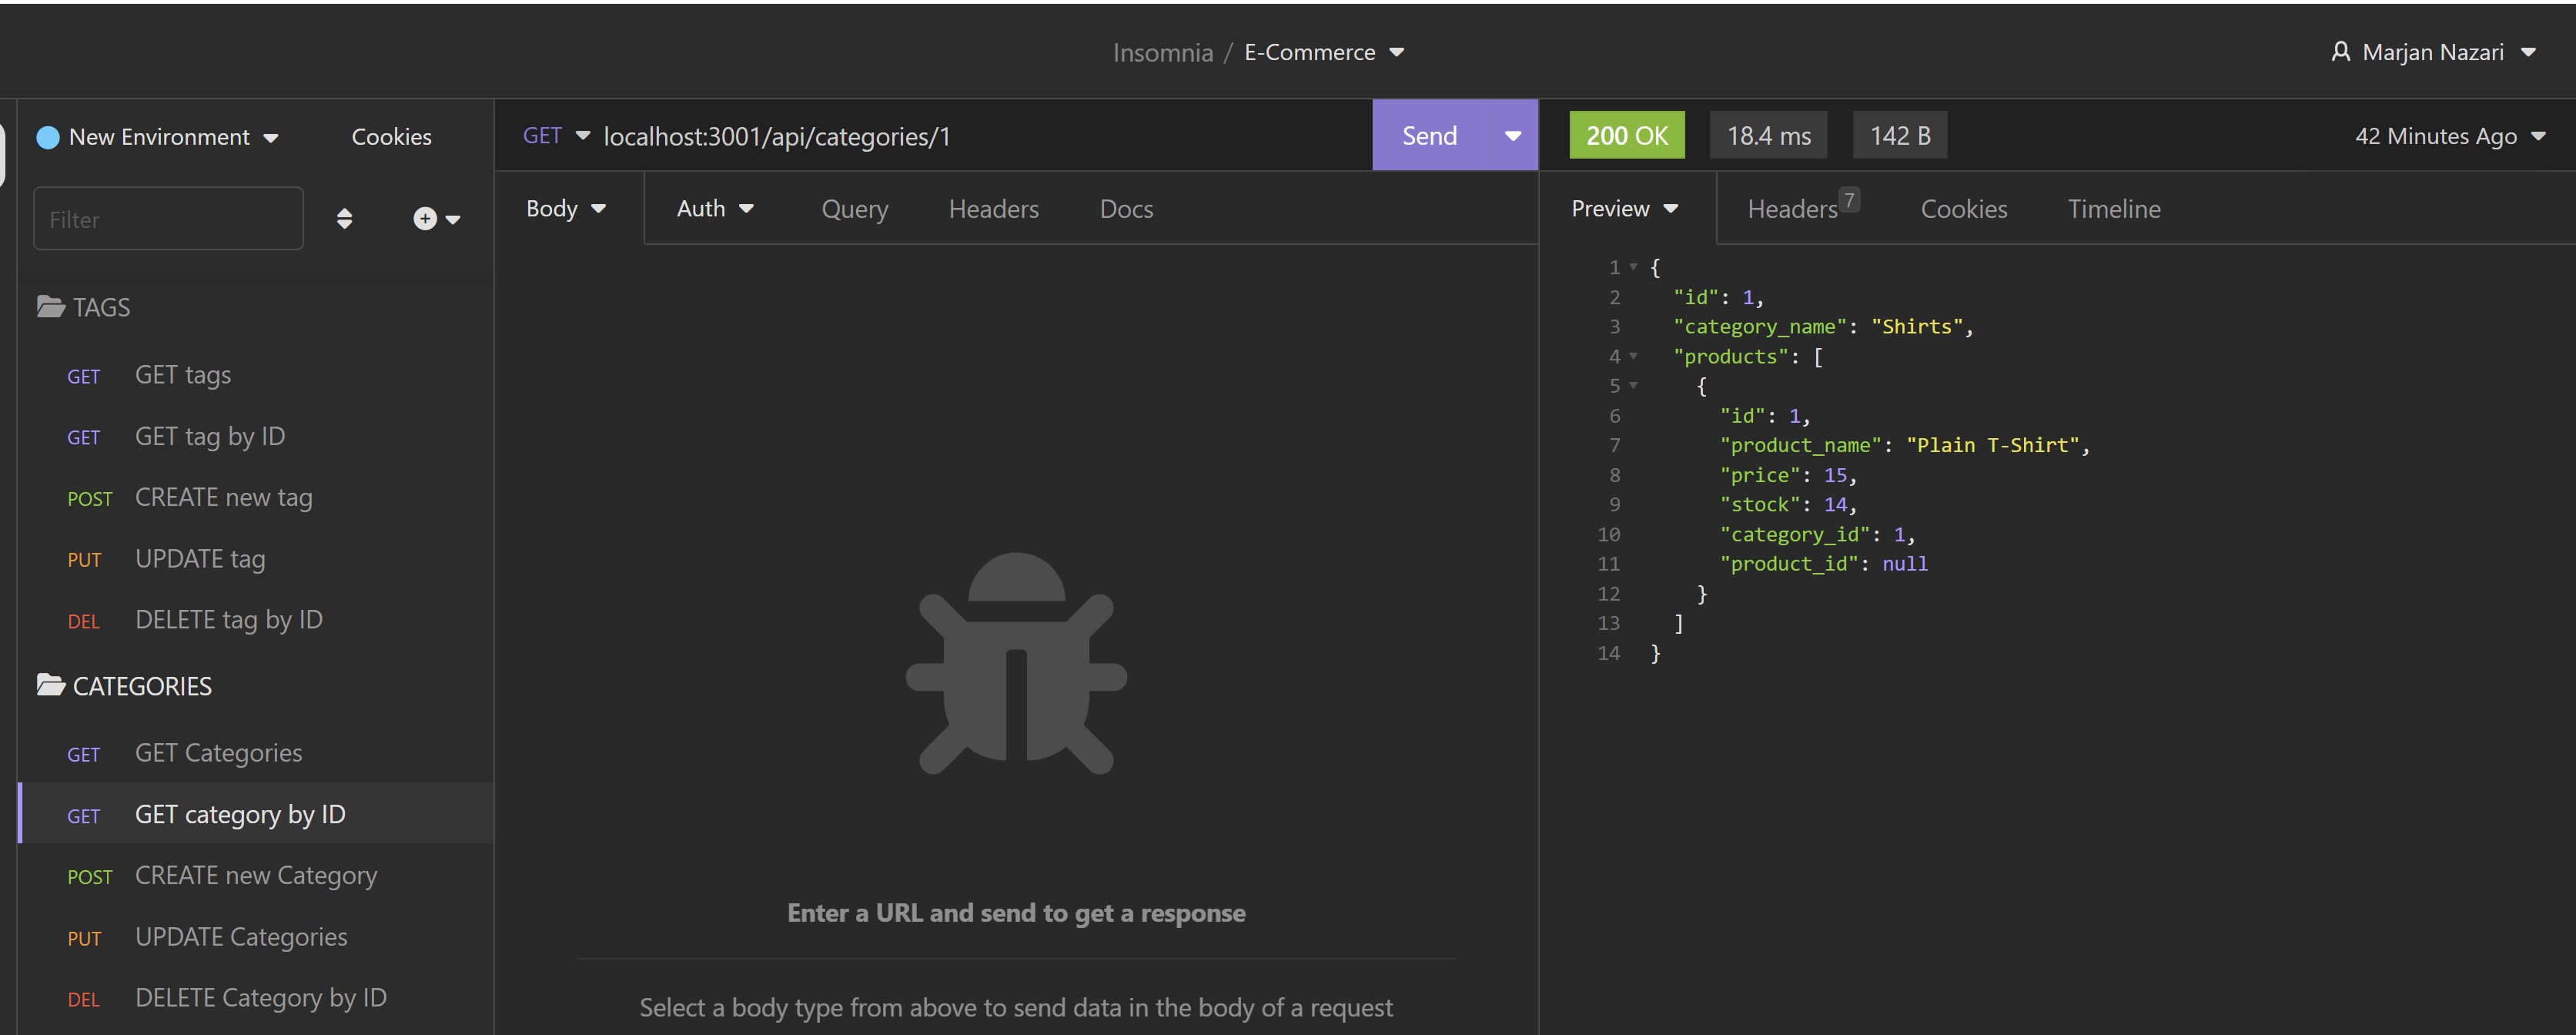 Insomnia / E-Commerce
Marjan Nazari
New Environment
Cookies
Filter
TAGS
GET GET tags
GET GET tag by ID
POST CREATE new tag
PUT UPDATE tag
DEL DELETE tag by ID
CATEGORIES
GET GET Categories
GET GET category by ID
POST CREATE new Category
PUT UPDATE Categories
DEL DELETE Category by ID
GET localhost:3001/api/categories/1 Send
Body Auth Query Headers Docs
Enter a URL and send to get a response
Select a body type from above to send data in the body of a request
200 OK 18.4 ms 142 B 42 Minutes Ago
Preview Headers 7 Cookies Timeline
1 {
2 "id": 1,
3 "category_name": "Shirts",
4 "products": [
5 {
6 "id": 1,
7 "product_name": "Plain T-Shirt",
8 "price": 15,
9 "stock": 14,
10 "category_id": 1,
11 "product_id": null
12 }
13 ]
14 }